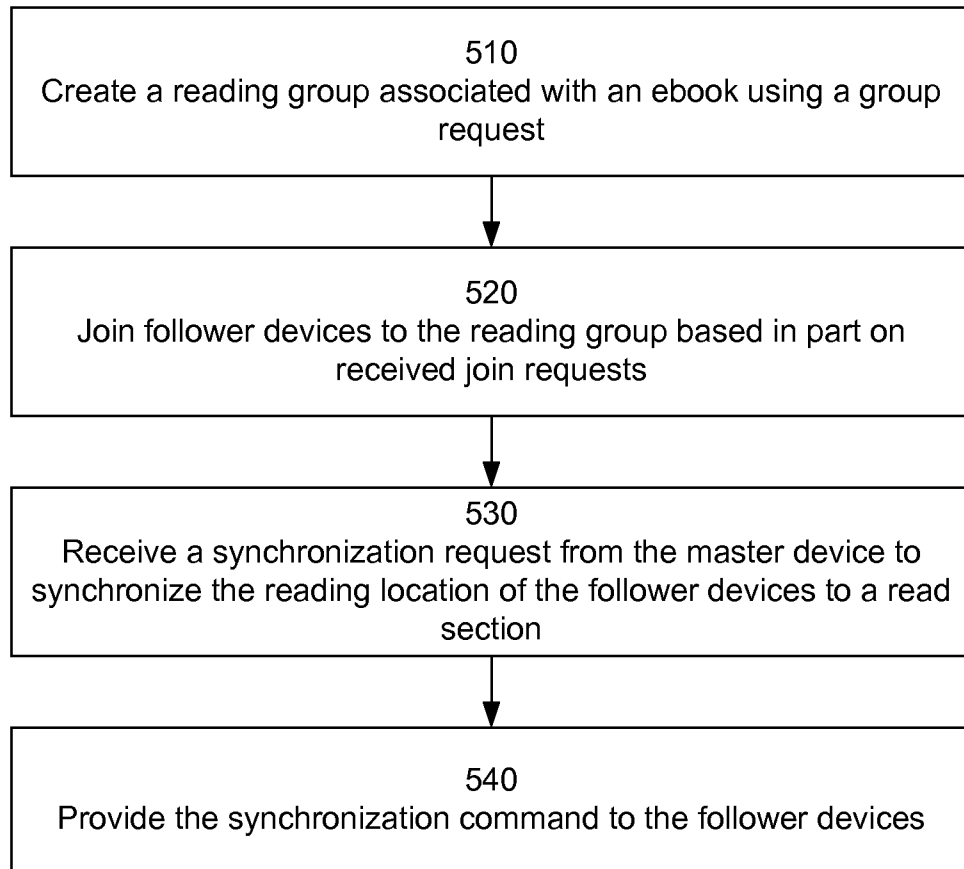 510
Create a reading group associated with an ebook using a group
request
520
Join follower devices to the reading group based in part on
received join requests
530
Receive a synchronization request from the master device to
synchronize the reading location of the follower devices to a read
section
540
Provide the synchronization command to the follower devices